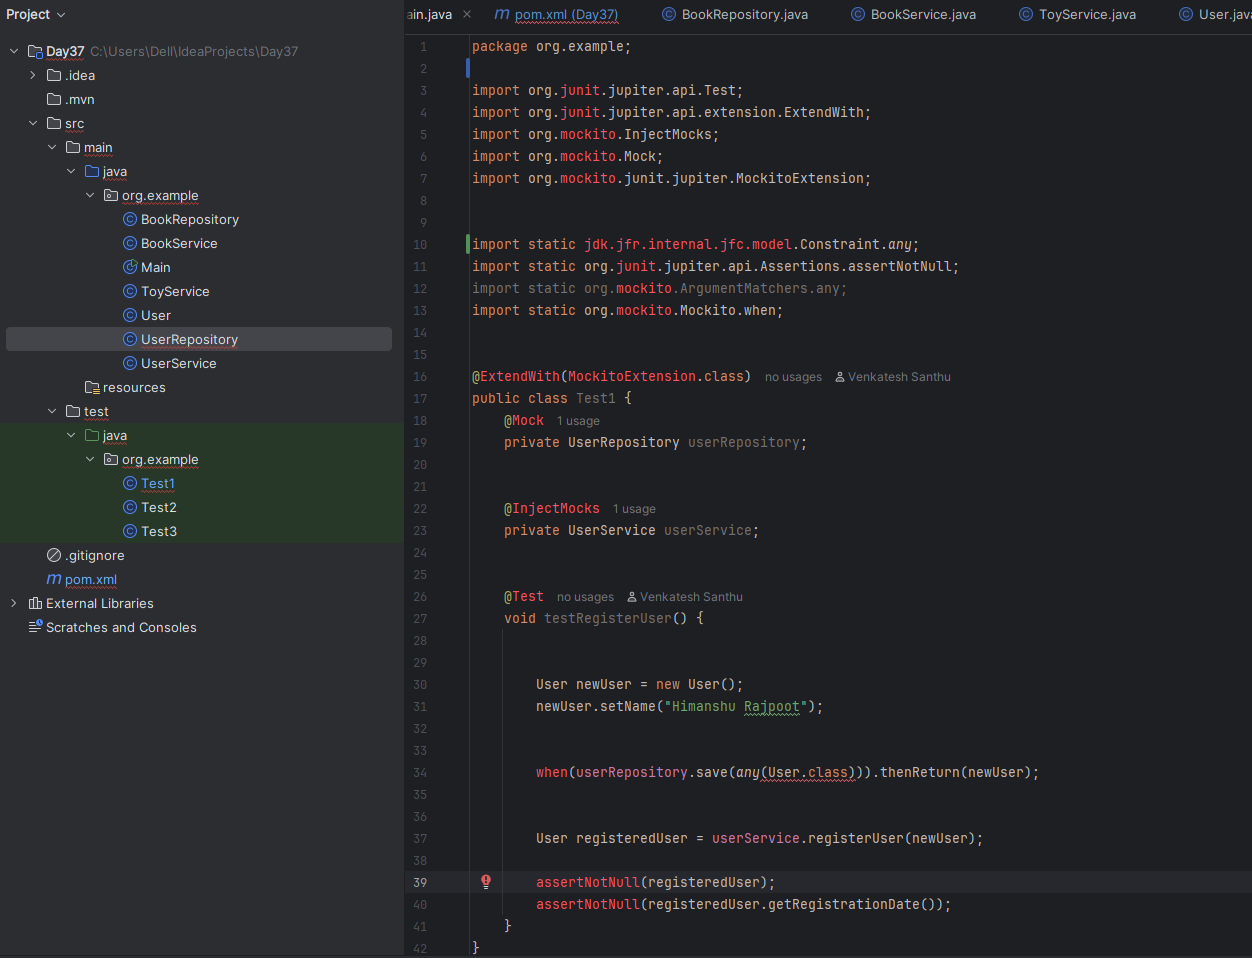 Project
Day37 C:\Users\Dell\IdeaProjects\Day37
.idea
.mvn
src
main
java
org.example
BookRepository
BookService
Main
ToyService
User
UserRepository
UserService
resources
test
java
org.example
Test1
Test2
Test3
.gitignore
pom.xml
External Libraries
Scratches and Consoles
ain.java pom.xml (Day37) BookRepository.java BookService.java ToyService.java User.java
1 package org.example;
2
3 import org.junit.jupiter.api.Test;
4 import org.junit.jupiter.api.extension.ExtendWith;
5 import org.mockito.InjectMocks;
6 import org.mockito.Mock;
7 import org.mockito.junit.jupiter.MockitoExtension;
8
9
10 import static jdk.jfr.internal.jfc.model.Constraint.any;
11 import static org.junit.jupiter.api.Assertions.assertNotNull;
12 import static org.mockito.ArgumentMatchers.any;
13 import static org.mockito.Mockito.when;
14
15
16 @ExtendWith(MockitoExtension.class) no usages Venkatesh Santhu
17 public class Test1 {
18 @Mock 1 usage
19 private UserRepository userRepository;
20
21
22 @InjectMocks 1 usage
23 private UserService userService;
24
25
26 @Test no usages Venkatesh Santhu
27 void testRegisterUser() {
28
29
30 User newUser = new User();
31 newUser.setName("Himanshu Rajpoot");
32
33
34 when(userRepository.save(any(User.class))).thenReturn(newUser);
35
36
37 User registeredUser = userService.registerUser(newUser);
38
39 assertNotNull(registeredUser);
40 assertNotNull(registeredUser.getRegistrationDate());
41 }
42 }